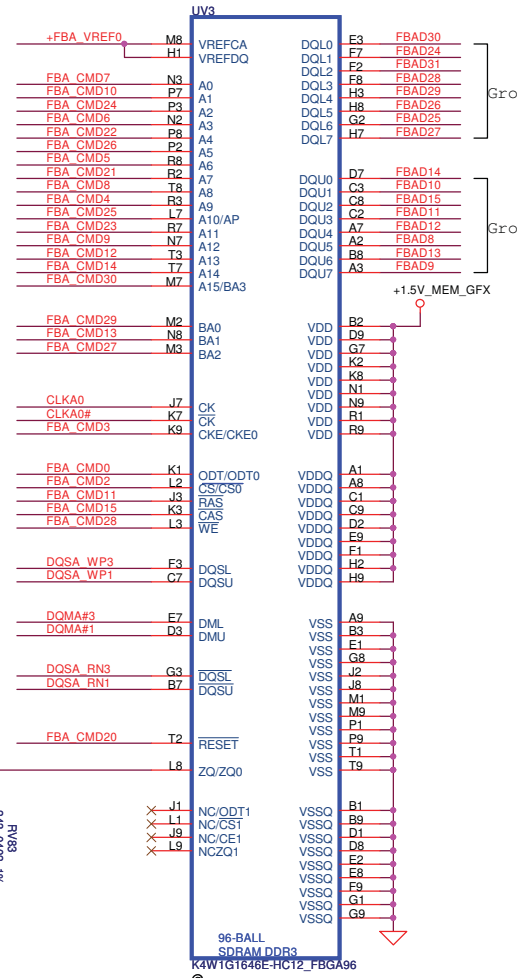 UV3
+FBA_VREF0 M8 VREFCA DQL0 E3 FBAD30
H1 VREFDQ DQL1 F7 FBAD24
DQL2 F2 FBAD31
FBA_CMD7 N3 A0 DQL3 F8 FBAD28
FBA_CMD10 P7 A1 DQL4 H3 FBAD29
FBA_CMD24 P3 A2 DQL5 H8 FBAD26
FBA_CMD6 N2 A3 DQL6 G2 FBAD25
FBA_CMD22 P8 A4 DQL7 H7 FBAD27
Gro
FBA_CMD26 P2 A5
FBA_CMD5 R8 A6
FBA_CMD21 R2 A7 DQU0 D7 FBAD14
FBA_CMD8 T8 A8 DQU1 C3 FBAD10
FBA_CMD4 R3 A9 DQU2 C8 FBAD15
FBA_CMD25 L7 A10/AP DQU3 C2 FBAD11
FBA_CMD23 R7 A11 DQU4 A7 FBAD12
FBA_CMD9 N7 A12 DQU5 A2 FBAD8
FBA_CMD12 T3 A13 DQU6 B8 FBAD13
FBA_CMD14 T7 A14 DQU7 A3 FBAD9
Gro
FBA_CMD30 M7 A15/BA3
+1.5V_MEM_GFX
FBA_CMD29 M2 BA0 VDD B2
FBA_CMD13 N8 BA1 VDD D9
FBA_CMD27 M3 BA2 VDD G7
VDD K2
VDD K8
VDD N1
CLKA0 J7 CK VDD N9
CLKA0# K7 CK VDD R1
FBA_CMD3 K9 CKE/CKE0 VDD R9
FBA_CMD0 K1 ODT/ODT0 VDDQ A1
FBA_CMD2 L2 CS/CS0 VDDQ A8
FBA_CMD11 J3 RAS VDDQ C1
FBA_CMD15 K3 CAS VDDQ C9
FBA_CMD28 L3 WE VDDQ D2
VDDQ E9
VDDQ F1
DQSA_WP3 F3 DQSL VDDQ H2
DQSA_WP1 C7 DQSU VDDQ H9
DQMA#3 E7 DML VSS A9
DQMA#1 D3 DMU VSS B3
VSS E1
VSS G8
DQSA_RN3 G3 DQSL VSS J2
DQSA_RN1 B7 DQSU VSS J8
VSS M1
VSS M9
VSS P1
FBA_CMD20 T2 RESET VSS P9
VSS T1
L8 ZQ/ZQ0 VSS T9
J1 NC/ODT1 VSSQ B1
L1 NC/CS1 VSSQ B9
J9 NC/CE1 VSSQ D1
L9 NCZQ1 VSSQ D8
VSSQ E2
VSSQ E8
VSSQ F9
VSSQ G1
VSSQ G9
RV83
96-BALL
SDRAM DDR3
K4W1G1646E-HC12_FBGA96
@